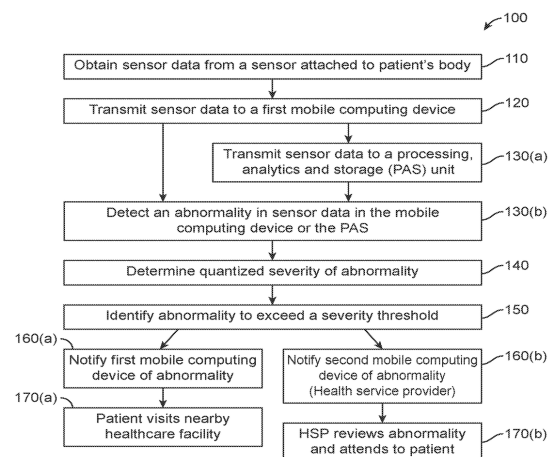 100
Obtain sensor data from a sensor attached to patient's body
110
Transmit sensor data to a first mobile computing device
120
Transmit sensor data to a processing,
analytics and storage (PAS) unit
130(a)
Detect an abnormality in sensor data in the mobile
computing device or the PAS
130(b)
Determine quantized severity of abnormality
140
Identify abnormality to exceed a severity threshold
150
160(a)
Notify first mobile computing
device of abnormality
Notify second mobile computing
device of abnormality
(Health service provider)
160(b)
170(a)
Patient visits nearby
healthcare facility
HSP reviews abnormality
and attends to patient
170(b)